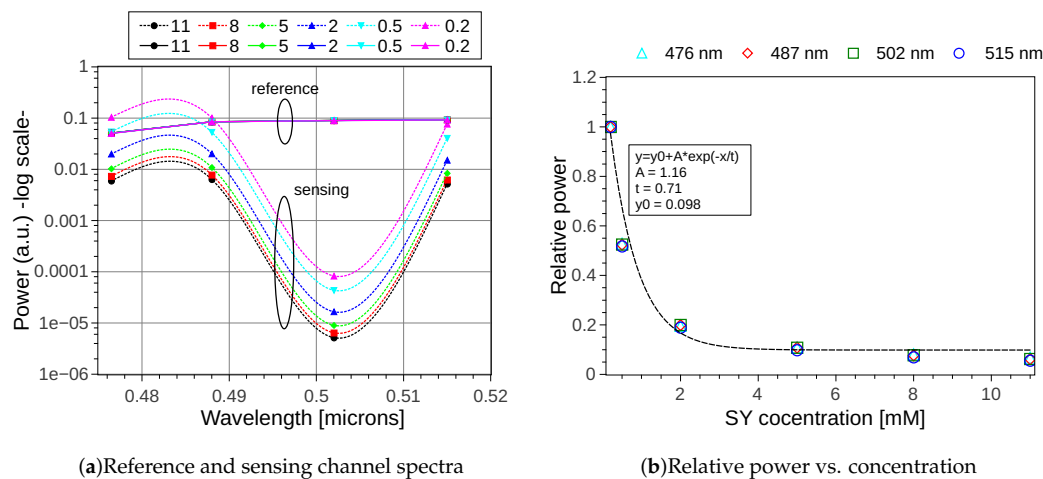 11 8 5 2 0.5 0.2
11 8 5 2 0.5 0.2
1
0.1
0.01
0.001
0.0001
1e-05
1e-06
Power (a.u.) -log scale-
reference
sensing
0.48 0.49 0.5 0.51 0.52
Wavelength [microns]
(a)Reference and sensing channel spectra
476 nm 487 nm 502 nm 515 nm
1.2
1
0.8
0.6
0.4
0.2
0
Relative power
y=y0+A*exp(-x/t)
A = 1.16
t = 0.71
y0 = 0.098
2 4 6 8 10
SY cocentration [mM]
(b)Relative power vs. concentration